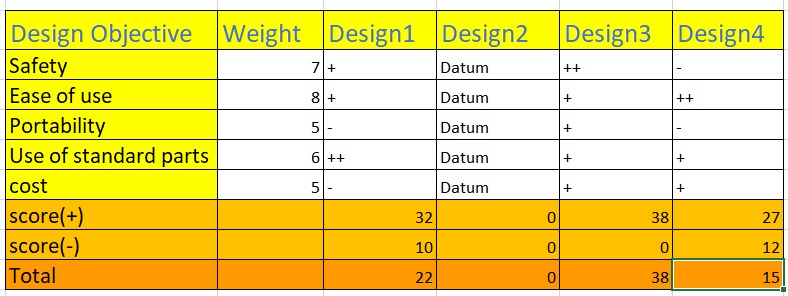 Design Objective Weight Design1 Design2 Design3 Design4
Safety 7 + Datum ++ -
Ease of use 8 + Datum + ++
Portability 5 - Datum + -
Use of standard parts 6 ++ Datum + +
cost 5 - Datum + +
score(+) 32 0 38 27
score(-) 10 0 0 12
Total 22 0 38 15